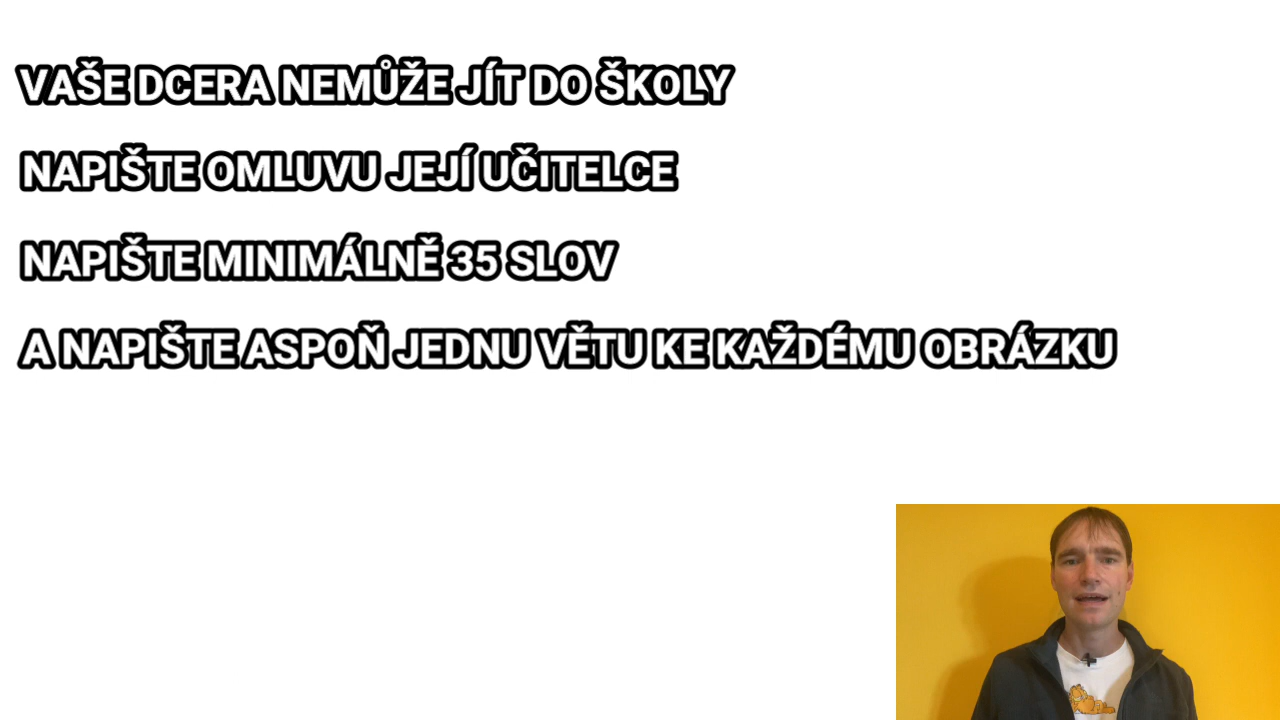 VAŠE DCERA NEMŮŽE JÍT DO ŠKOLY
NAPIŠTE OMLUVU JEJÍ UČITELCE
NAPIŠTE MINIMÁLNĚ 35 SLOV
A NAPIŠTE ASPOŇ JEDNU VĚTU KE KAŽDÉMU OBRÁZKU